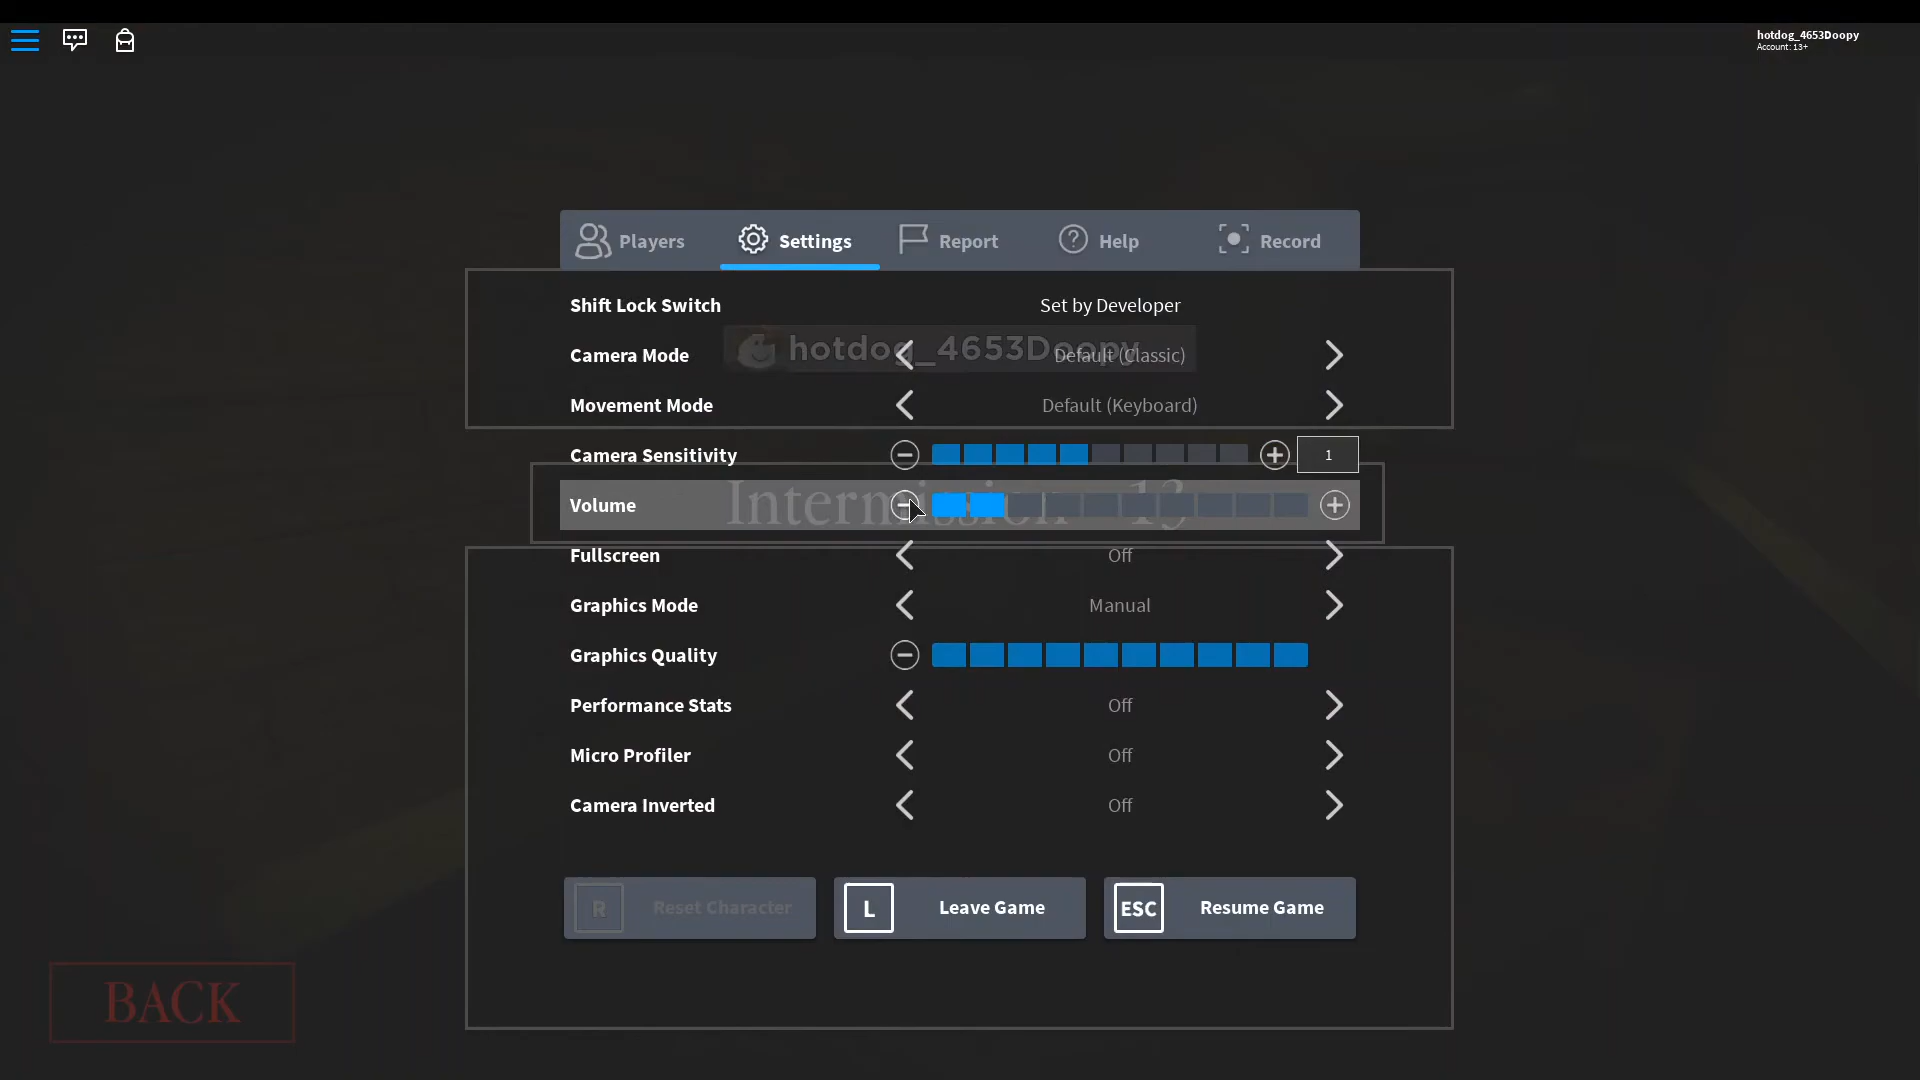 hotdog_4653Doopy
Account: 13+
Players Settings Report Help Record
Shift Lock Switch Set by Developer
hotdog_4653Doopy
Camera Mode Default (Classic)
Movement Mode Default (Keyboard)
Camera Sensitivity 1
Intermission - 13
Volume
Fullscreen Off
Graphics Mode Manual
Graphics Quality
Performance Stats Off
Micro Profiler Off
Camera Inverted Off
R Reset Character L Leave Game ESC Resume Game
BACK